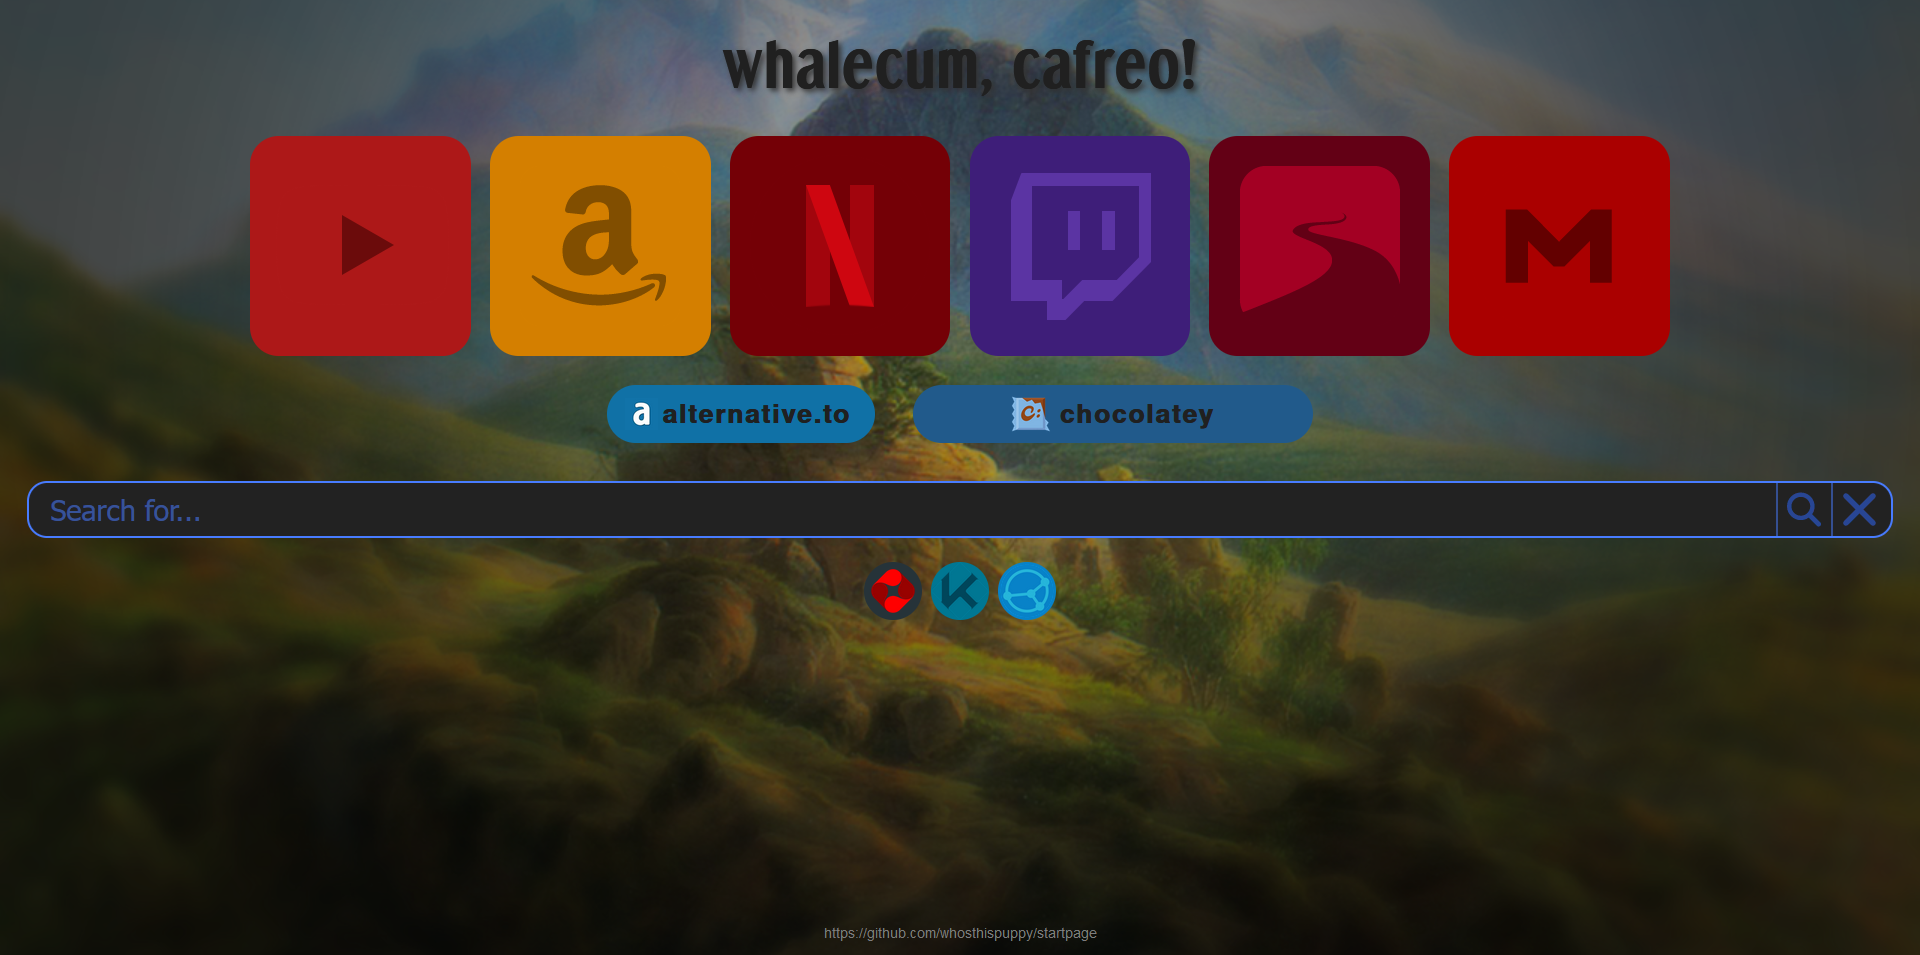 whalecum, cafreo!
alternative.to
chocolatey
Search for...
https://github.com/whosthispuppy/startpage